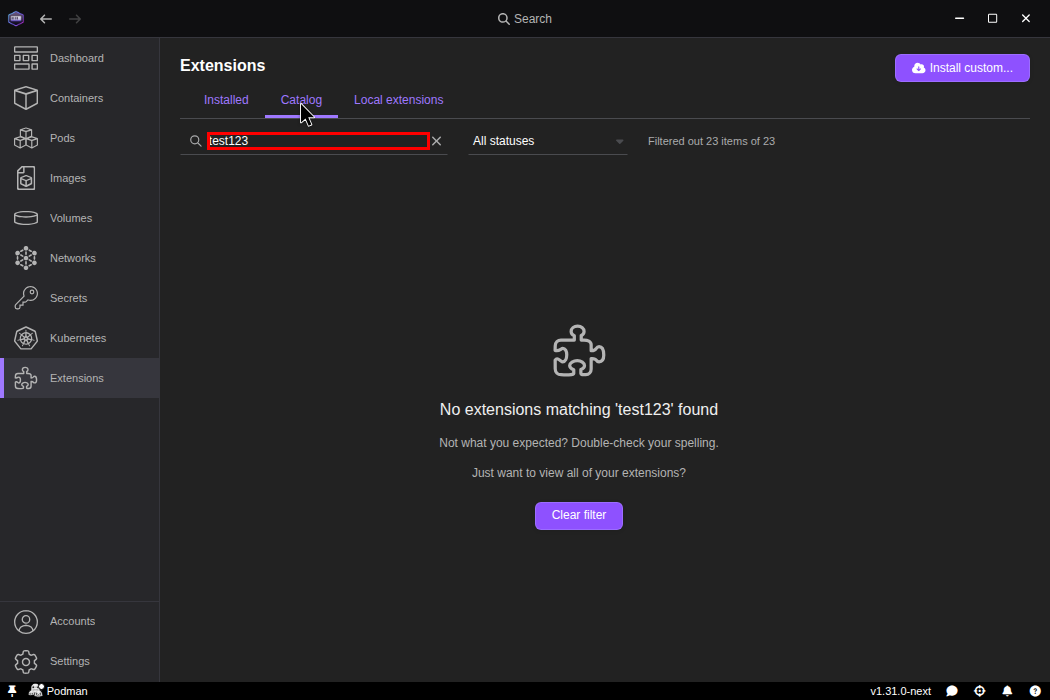 Search
Dashboard
Containers
Pods
Images
Volumes
Networks
Secrets
Kubernetes
Extensions
Accounts
Settings
Extensions
Install custom...
Installed
Catalog
Local extensions
test123
All statuses
Filtered out 23 items of 23
No extensions matching 'test123' found
Not what you expected? Double-check your spelling.
Just want to view all of your extensions?
Clear filter
Podman
v1.31.0-next